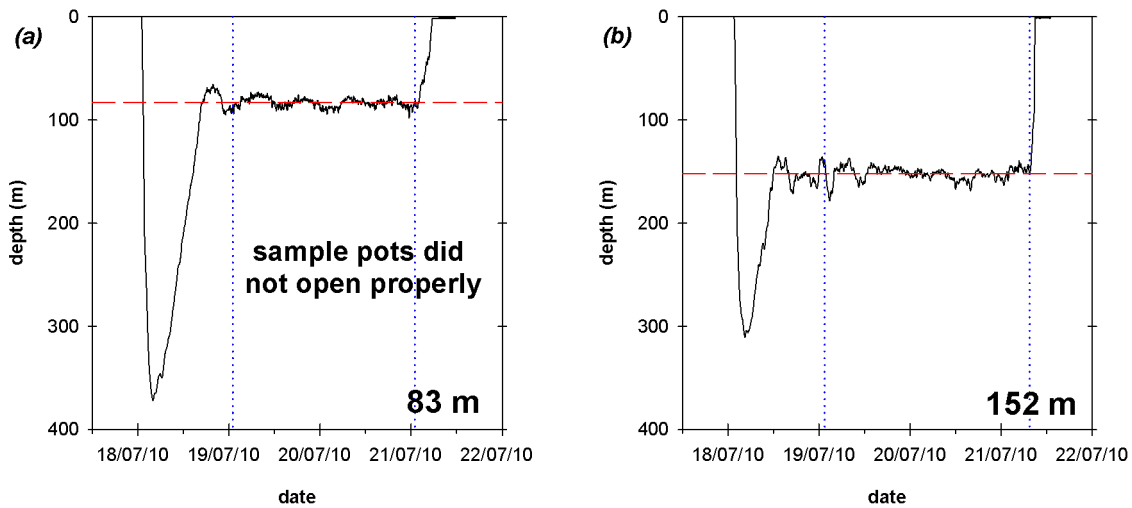 (a)
0
100
200
300
400
depth (m)
sample pots did
not open properly
83 m
18/07/10 19/07/10 20/07/10 21/07/10 22/07/10
date
(b)
0
100
200
300
400
depth (m)
152 m
18/07/10 19/07/10 20/07/10 21/07/10 22/07/10
date